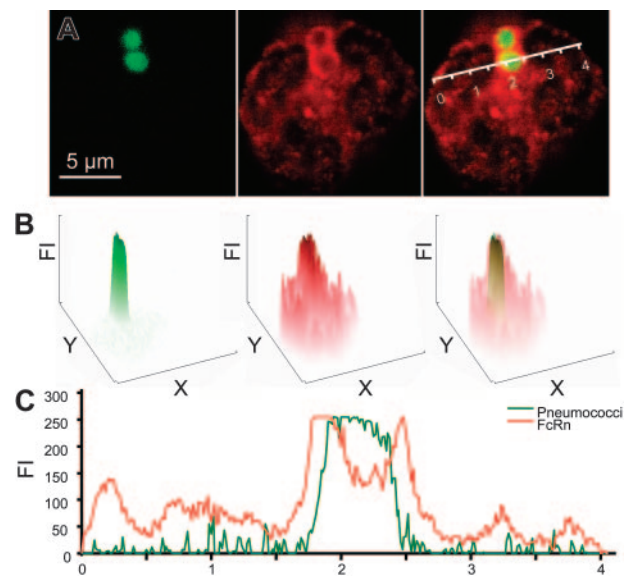 A
5 μm
0 1 2 3 4
B
FI FI FI
Y Y Y
X X X
C
300
250
200
150
100
50
0
FI
Pneumococci
FcRn
0 1 2 3 4